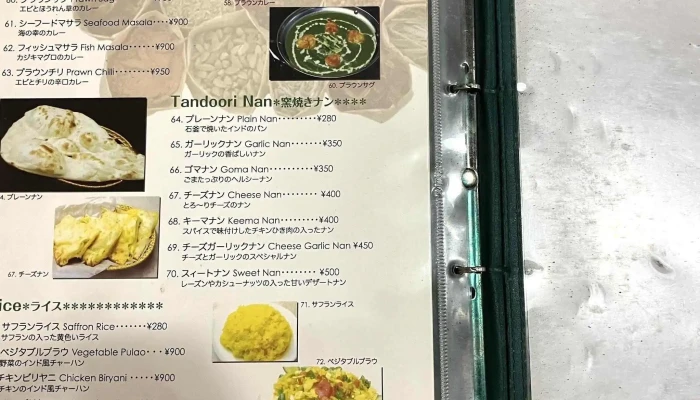 エビとほうれん草のカレー
61. シーフードマサラ Seafood Masala····¥900
海の幸のカレー
62. フィッシュマサラ Fish Masala······¥900
カジキマグロのカレー
63. プラウンチリ Prawn Chilli········¥950
エビとチリの辛口カレー
58. プラウンカレー
60. プラウンサグ
Tandoori Nan*窯焼きナン****
64. プレーンナン Plain Nan·········¥280
石釜で焼いたインドのパン
65. ガーリックナン Garlic Nan·······¥350
ガーリックの香ばしいナン
66. ゴマナン Goma Nan············¥350
ごまたっぷりのヘルシーナン
67. チーズナン Cheese Nan········ ¥400
とろ〜りチーズのナン
68. キーマナン Keema Nan·········¥400
スパイスで味付けしたチキンひき肉の入ったナン
69. チーズガーリックナン Cheese Garlic Nan ¥450
チーズとガーリックのスペシャルナン
70. スィートナン Sweet Nan········ ¥500
レーズンやカシューナッツの入った甘いデザートナン
4. プレーンナン
67. チーズナン
ice*ライス************
サフランライス Saffron Rice·······¥280
サフランの入った黄色いライス
ベジタブルプラウ Vegetable Pulao···¥900
野菜のインド風チャーハン
チキンビリヤニ Chicken Biryani ·····¥900
チキンのインド風チャーハン
71. サフランライス
72. ベジタブルプラウ